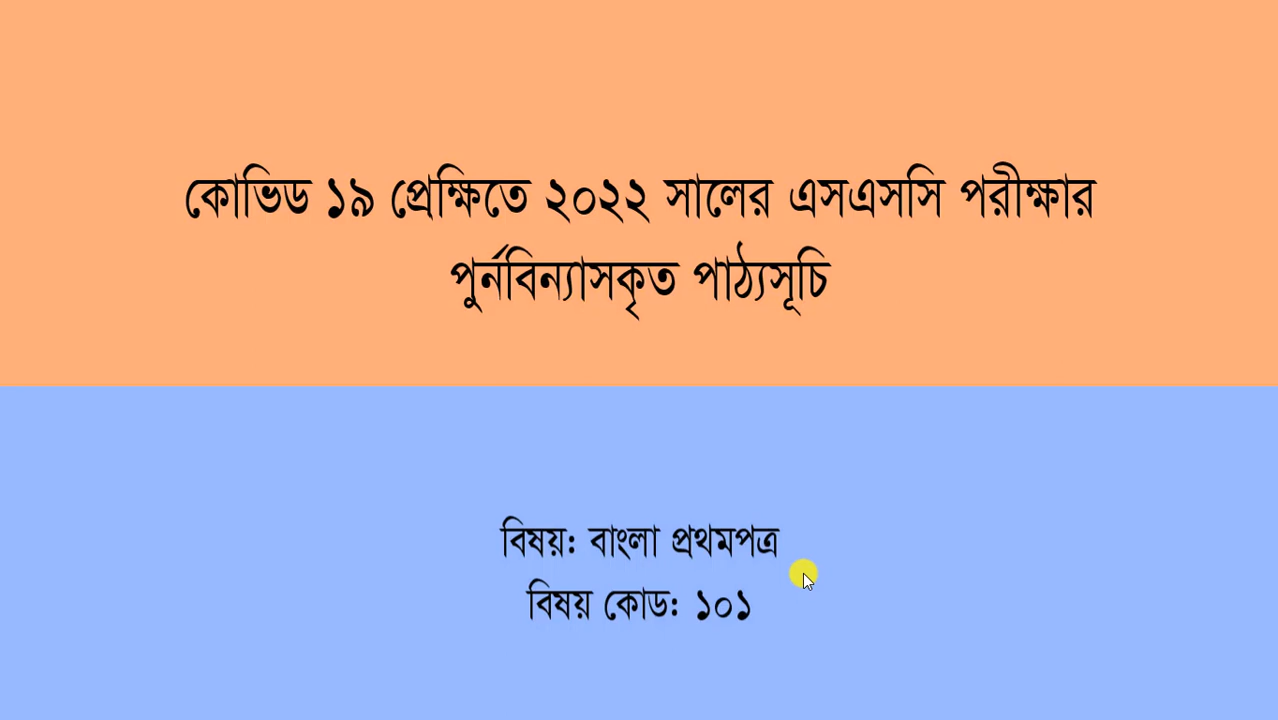 কোভিড ১৯ প্রেক্ষিতে ২০২২ সালের এসএসসি পরীক্ষার
পুর্নবিন্যাসকৃত পাঠ্যসূচি
বিষয়: বাংলা প্রথমপত্র
বিষয় কোড: ১০১